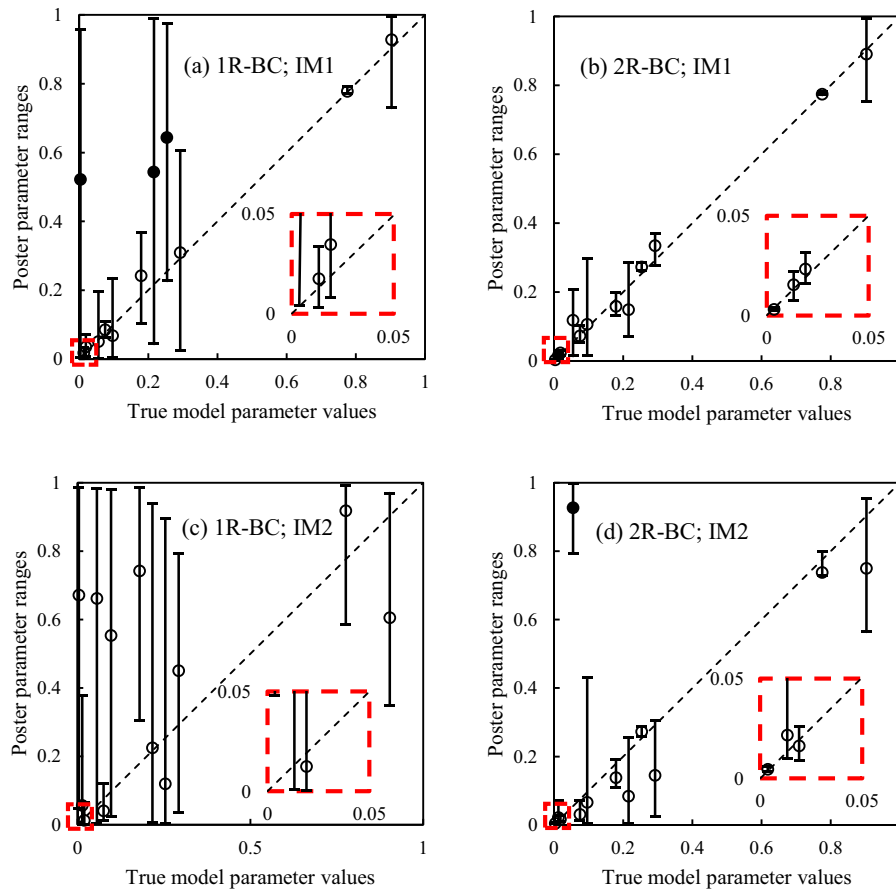 1
0.8
0.6
0.4
0.2
0
Poster parameter ranges
(a) 1R-BC; IM1
0.05
0
0 0.05
0 0.2 0.4 0.6 0.8 1
True model parameter values
1
0.8
0.6
0.4
0.2
0
Poster parameter ranges
(b) 2R-BC; IM1
0.05
0
0 0.05
0 0.2 0.4 0.6 0.8
True model parameter values
1
0.8
0.6
0.4
0.2
0
Poster parameter ranges
(c) 1R-BC; IM2
0.05
0
0 0.05
0 0.5 1
True model parameter values
1
0.8
0.6
0.4
0.2
0
Poster parameter ranges
(d) 2R-BC; IM2
0.05
0
0 0.05
0 0.2 0.4 0.6 0.8
True model parameter values